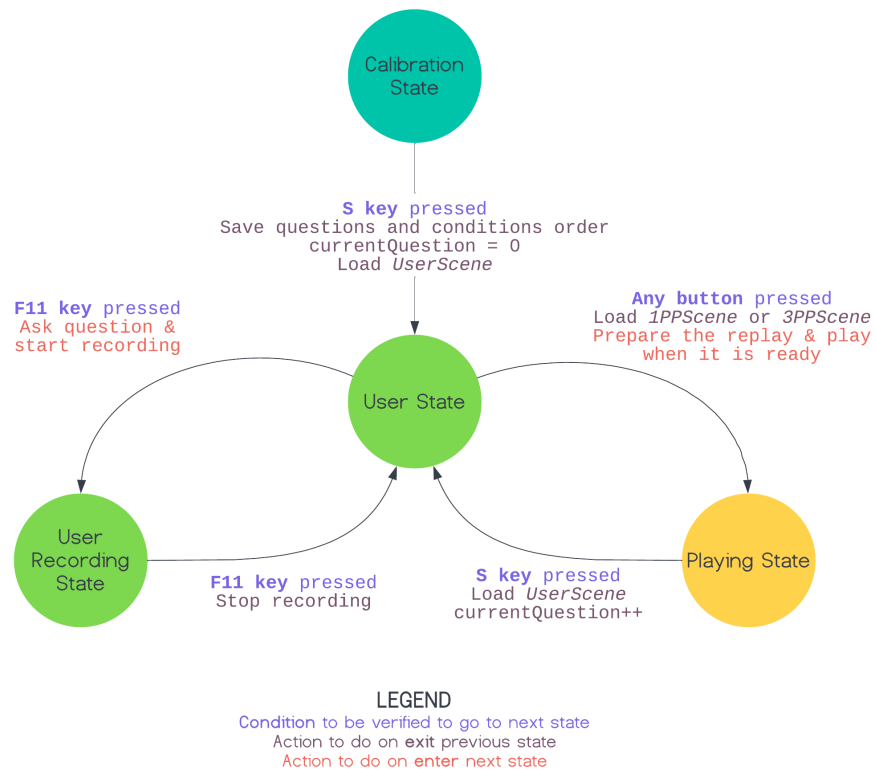 Calibration
State
S key pressed
Save questions and conditions order
currentQuestion = 0
Load UserScene
F11 key pressed
Ask question &
start recording
Any button pressed
Load 1PPScene or 3PPScene
Prepare the replay & play
when it is ready
User State
User
Recording
State
F11 key pressed
Stop recording
S key pressed
Load UserScene
currentQuestion++
Playing State
LEGEND
Condition to be verified to go to next state
Action to do on exit previous state
Action to do on enter next state